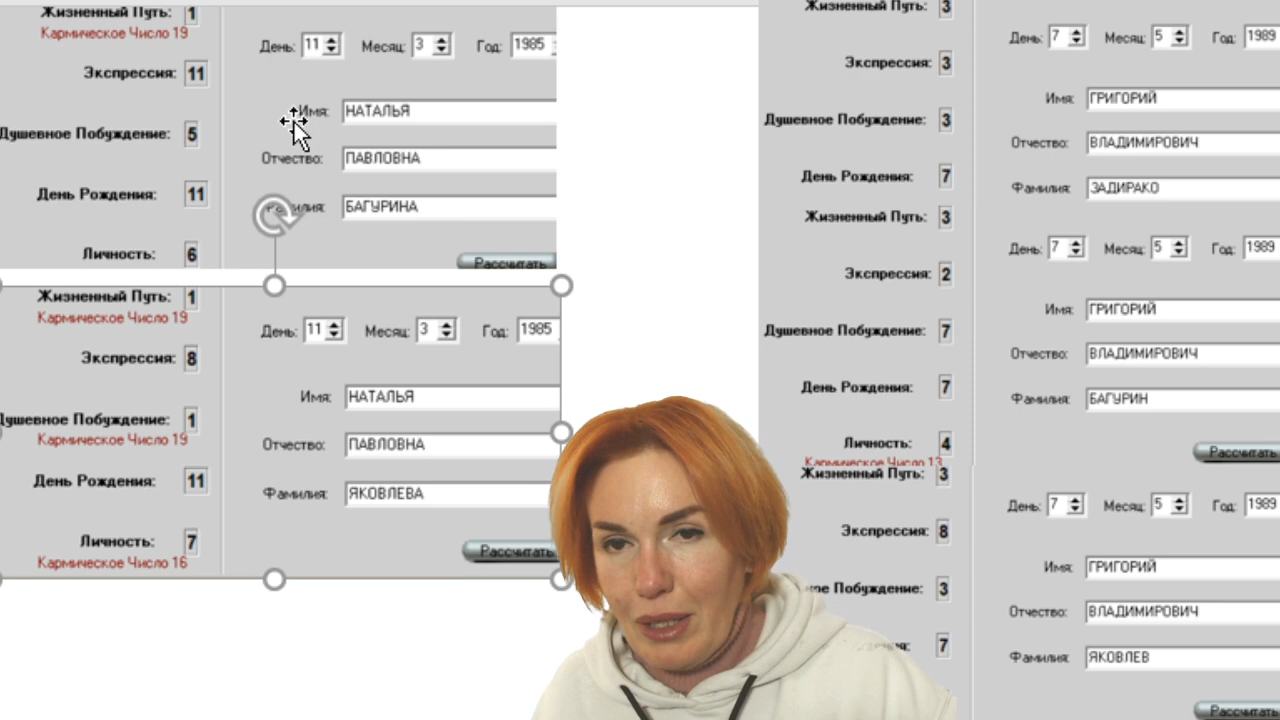 Жизненный Путь: 1
Кармическое Число 19
Экспрессия: 11
Душевное Побуждение: 5
День Рождения: 11
Личность: 6
День: 11 Месяц: 3 Год: 1985
Имя: НАТАЛЬЯ
Отчество: ПАВЛОВНА
БАГУРИНА
Рассчитать
Жизненный Путь: 1
Кармическое Число 19
Экспрессия: 8
Душевное Побуждение: 1
Кармическое Число 19
День Рождения: 11
Личность: 7
Кармическое Число 16
День: 11 Месяц: 3 Год: 1985
Имя: НАТАЛЬЯ
Отчество: ПАВЛОВНА
Фамилия: ЯКОВЛЕВА
Рассчитать
Жизненный Путь: 3
Экспрессия: 3
Душевное Побуждение: 3
День Рождения: 7
День: 7 Месяц: 5 Год: 1989
Имя: ГРИГОРИЙ
Отчество: ВЛАДИМИРОВИЧ
Фамилия: ЗАДИРАКО
Жизненный Путь: 3
Экспрессия: 2
Душевное Побуждение: 7
День Рождения: 7
Личность: 4
Кармическое Число 13
День: 7 Месяц: 5 Год: 1989
Имя: ГРИГОРИЙ
Отчество: ВЛАДИМИРОВИЧ
Фамилия: БАГУРИН
Рассчитать
Жизненный Путь: 3
Экспрессия: 8
Побуждение: 3
7
День: 7 Месяц: 5 Год: 1989
Имя: ГРИГОРИЙ
Отчество: ВЛАДИМИРОВИЧ
Фамилия: ЯКОВЛЕВ
Рассчитать